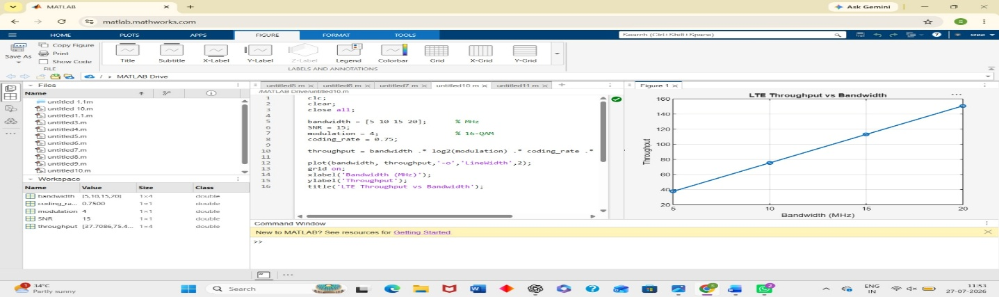 MATLAB
Ask Gemini
matlab.mathworks.com
S
HOME PLOTS APPS FIGURE FORMAT TOOLS
Search (Ctrl+Shift+Space)
sree
Save As
Copy Figure
Print
Show Code
Title Subtitle X-Label Y-Label Z-Label Legend Colorbar Grid X-Grid Y-Grid
FILE LABELS AND ANNOTATIONS
/ > MATLAB Drive
Files
Name
untitled 1.1m
untitled 10.m
untitled1.1.m
untitled3.m
untitled4.m
untitled5.m
untitled6.m
untitled7.m
untitled8.m
untitled9.m
untitled10.m
Workspace
Name Value Size Class
bandwidth [5,10,15,20] 1×4 double
coding_ra... 0.7500 1×1 double
modulation 4 1×1 double
SNR 15 1×1 double
throughput [37.7086,75.4... 1×4 double
untitled5.m untitled6.m untitled7.m untitled10.m untitled11.m
/MATLAB Drive/untitled10.m
1 clc;
2 clear;
3 close all;
4
5 bandwidth = [5 10 15 20]; % MHz
6 SNR = 15;
7 modulation = 4; % 16-QAM
8 coding_rate = 0.75;
9
10 throughput = bandwidth .* log2(modulation) .* coding_rate .*
11
12 plot(bandwidth, throughput,'-o','LineWidth',2);
13 grid on;
14 xlabel('Bandwidth (MHz)');
15 ylabel('Throughput');
16 title('LTE Throughput vs Bandwidth');
Command Window
New to MATLAB? See resources for Getting Started.
>>
Figure 1
LTE Throughput vs Bandwidth
160
140
120
100
80
60
40
20
Throughput
5 10 15 20
Bandwidth (MHz)
1
34°C
Partly sunny
Search
2
ENG
IN
11:53
27-07-2026